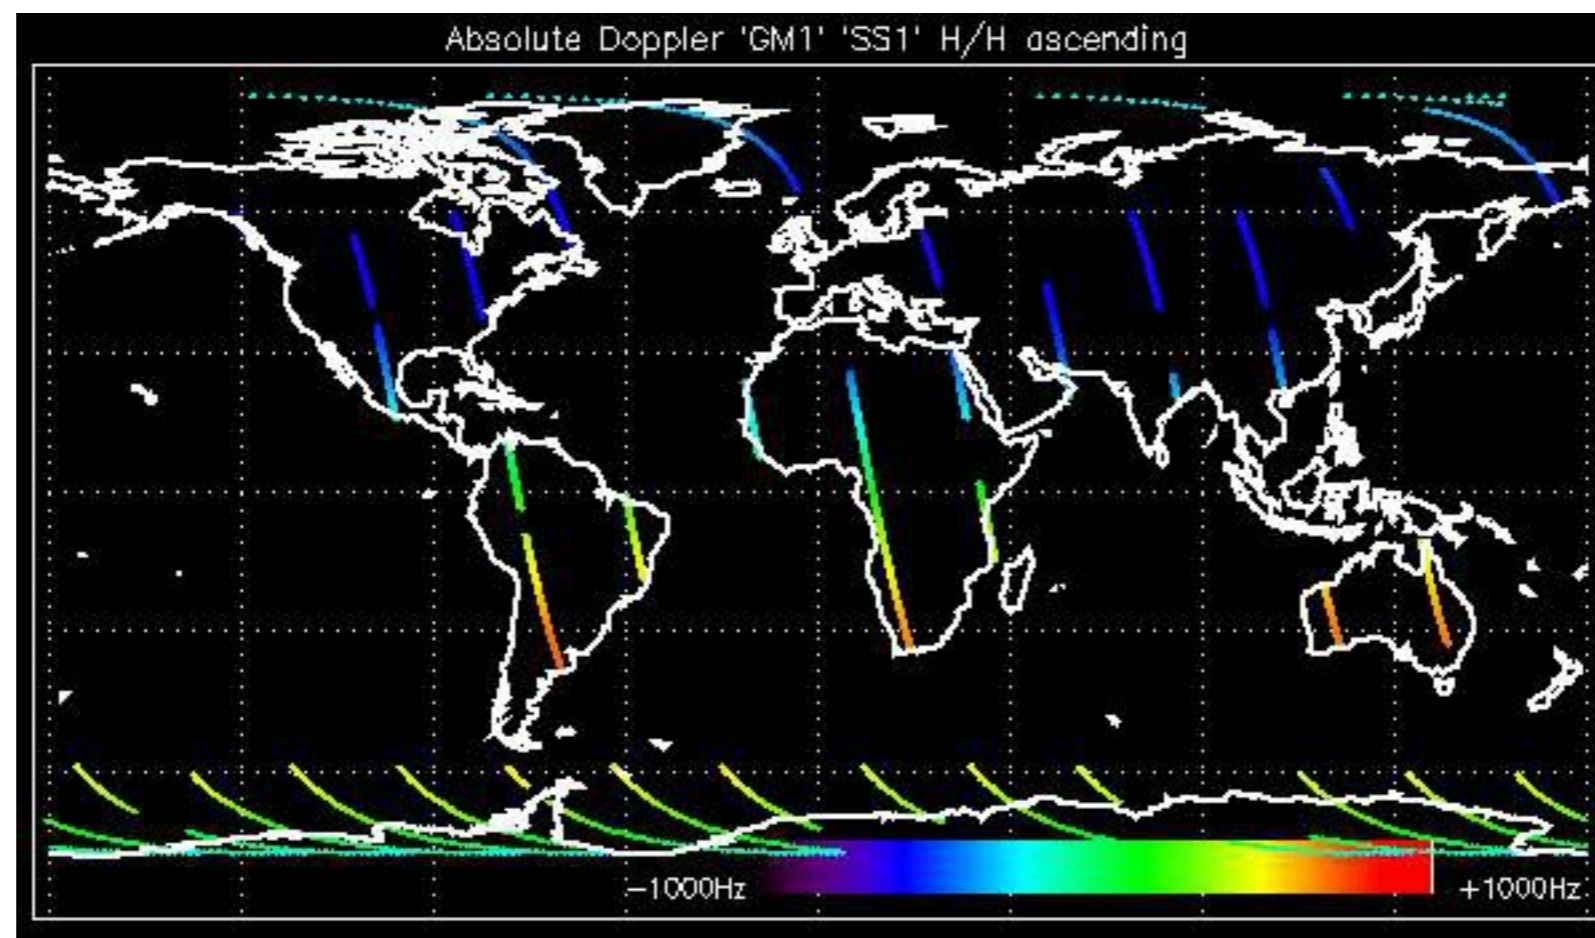 Absolute Doppler 'GM1' 'SS1' H/H ascending
−1000Hz
+1000Hz